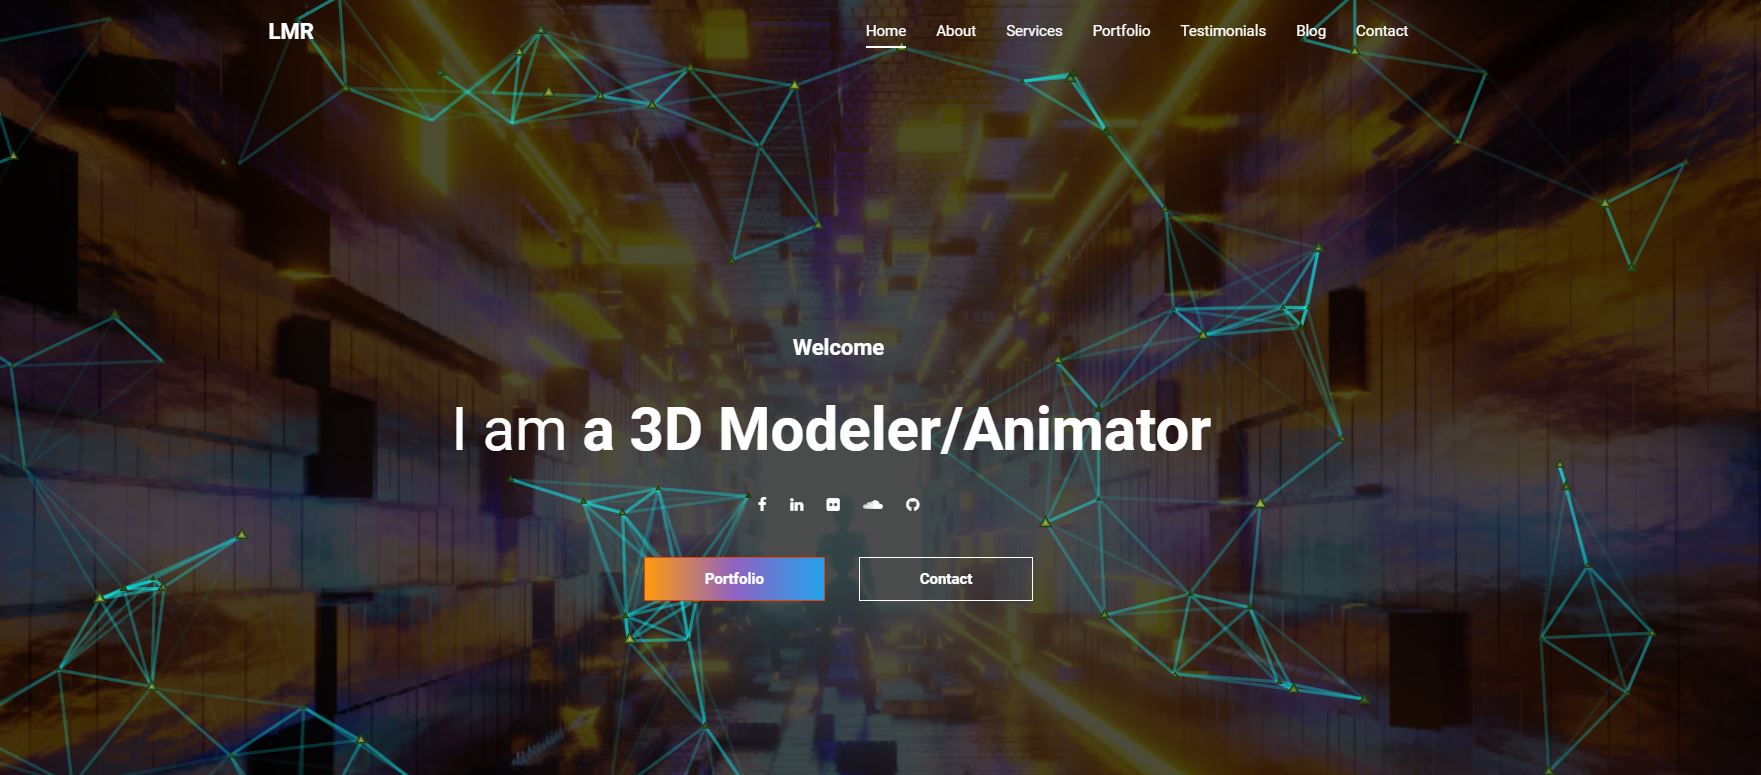 LMR
Home About Services Portfolio Testimonials Blog Contact
Welcome
I am a 3D Modeler/Animator
Portfolio
Contact